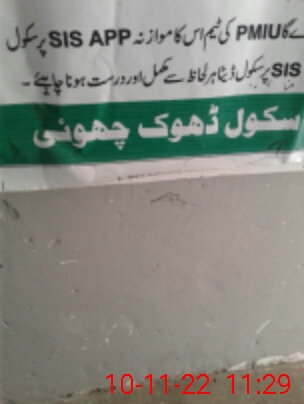 ے گا PMIU کی ٹیم اس کا موازنہ SIS APP پر سکول
SIS پر سکول ڈیٹا ہر لحاظ سے مکمل اور درست ہونا چاہیئے۔
سکول ڈھوک چھونی
10-11-22 11:29